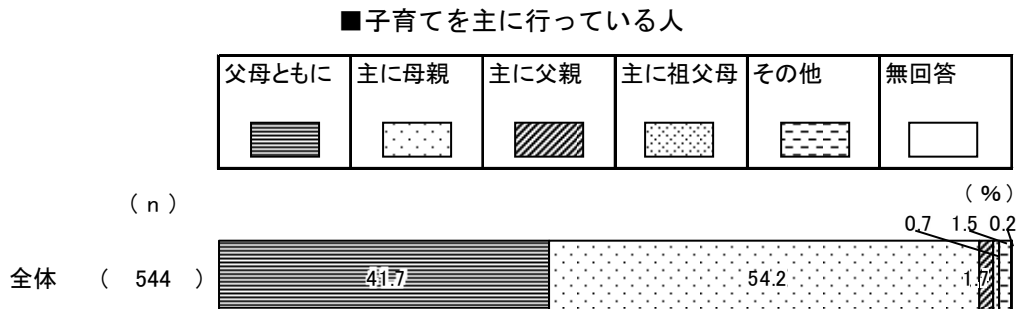 ■子育てを主に行っている人
父母ともに 主に母親 主に父親 主に祖父母 その他 無回答
（ｎ） （％）
0.7 1.5 0.2
全体 （ 544 ） 41.7 54.2 1.7